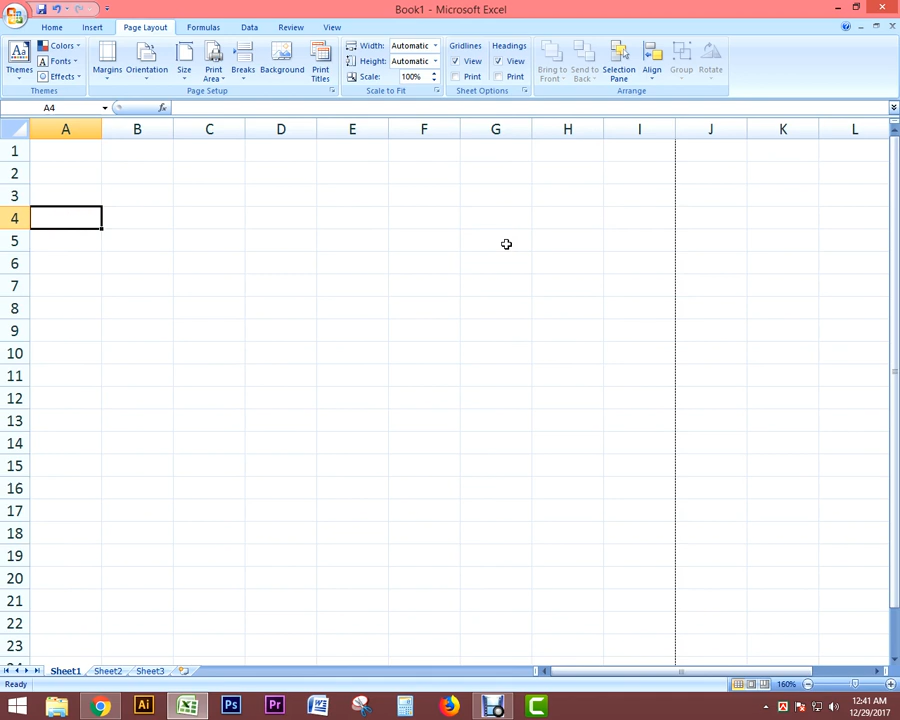 Book1 - Microsoft Excel
Home Insert Page Layout Formulas Data Review View
Themes Colors Fonts Effects
Margins Orientation Size Print Area Breaks Background Print Titles
Width: Automatic
Height: Automatic
Scale: 100%
Gridlines Headings
View View
Print Print
Bring to Front Send to Back Selection Pane Align Group Rotate
Themes Page Setup Scale to Fit Sheet Options Arrange
A4 fx
A B C D E F G H I J K L
1
2
3
4
5
6
7
8
9
10
11
12
13
14
15
16
17
18
19
20
21
22
23
Sheet1 Sheet2 Sheet3
Ready 160%
Ai Ps Pr
12:41 AM
12/29/2017